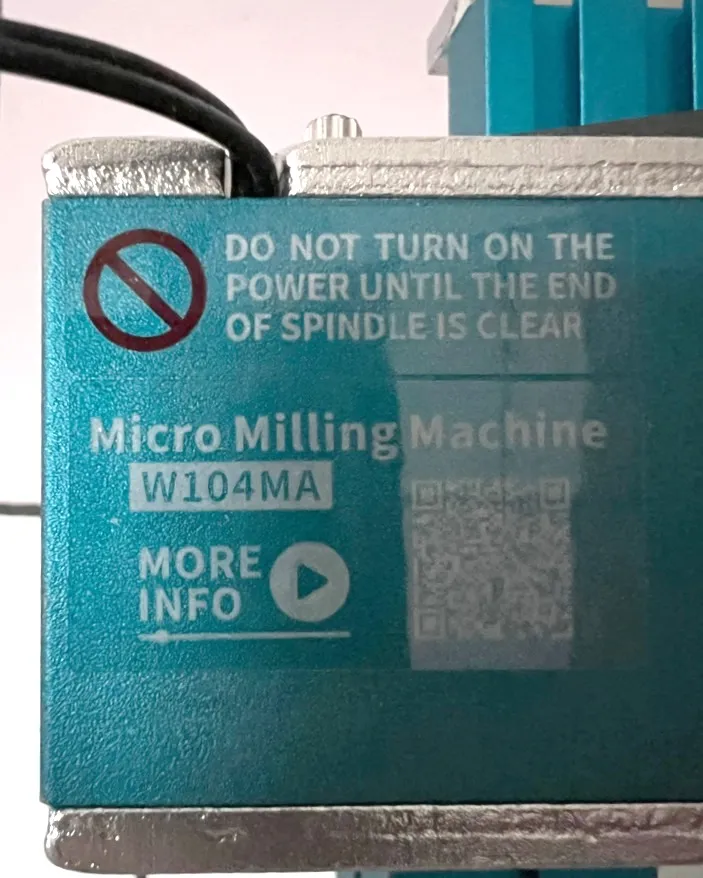 DO NOT TURN ON THE
POWER UNTIL THE END
OF SPINDLE IS CLEAR
Micro Milling Machine
W104MA
MORE
INFO